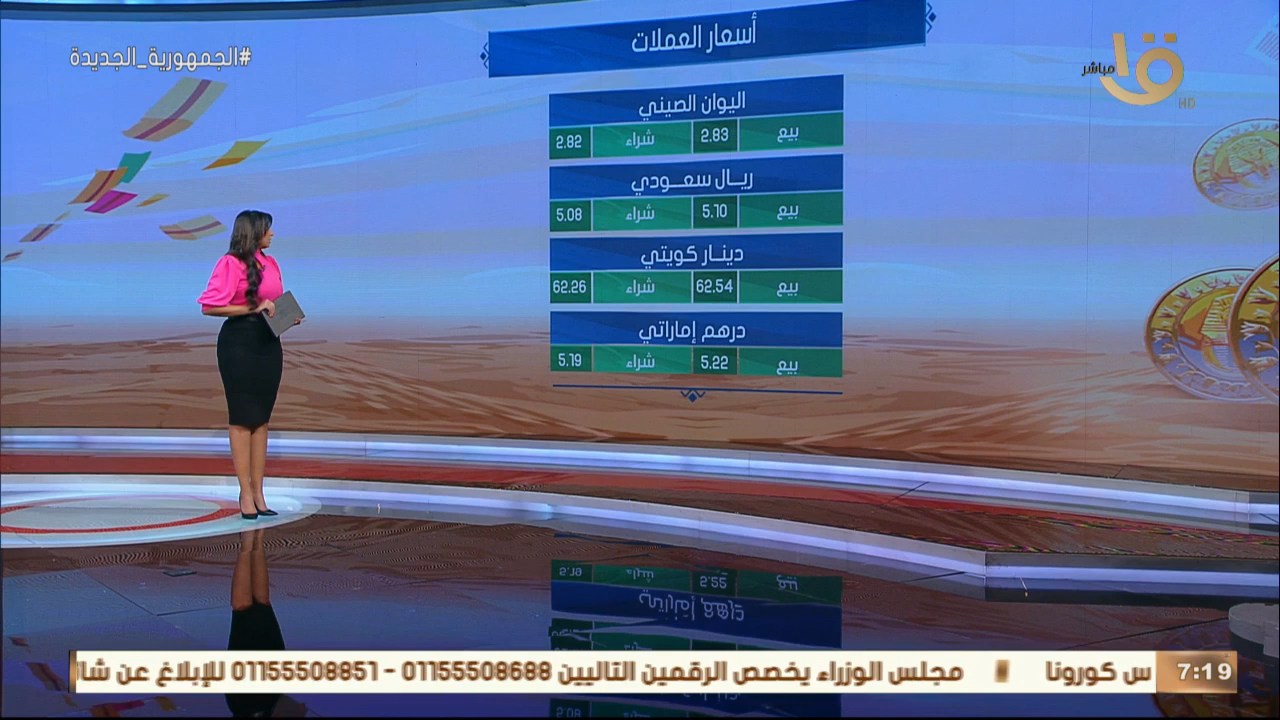 #الجمهورية_الجديدة
أسعار العملات
مباشر
HD
اليوان الصيني
بيع 2.83 شراء 2.82
ريال سعودي
بيع 5.10 شراء 5.08
دينار كويتي
بيع 62.54 شراء 62.26
درهم إماراتي
بيع 5.22 شراء 5.19
7:19 س كورونا مجلس الوزراء يخصص الرقمين التاليين 01155508688 - 01155508851 للإبلاغ عن